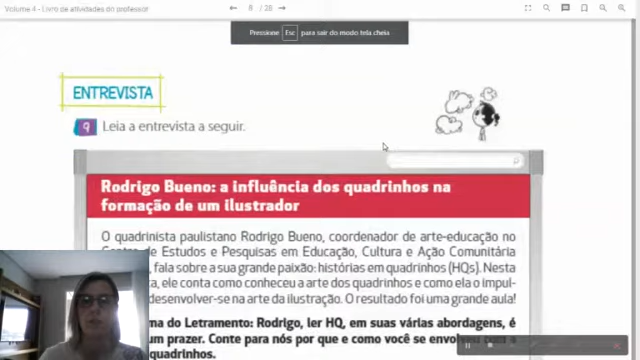 Volume 4 - Livro de atividades do professor
8 / 28
Pressione Esc para sair do modo tela cheia
ENTREVISTA
9 Leia a entrevista a seguir.
Rodrigo Bueno: a influência dos quadrinhos na
formação de um ilustrador
O quadrinista paulistano Rodrigo Bueno, coordenador de arte-educação no
de Estudos e Pesquisas em Educação, Cultura e Ação Comunitária
, fala sobre a sua grande paixão: histórias em quadrinhos (HQs). Nesta
, ele conta como conheceu a arte dos quadrinhos e como ela o impul-
desenvolver-se na arte da ilustração. O resultado foi uma grande aula!
do Letramento: Rodrigo, ler HQ, em suas várias abordagens, é
um prazer. Conte para nós por que e como você se envolveu com a
quadrinhos.